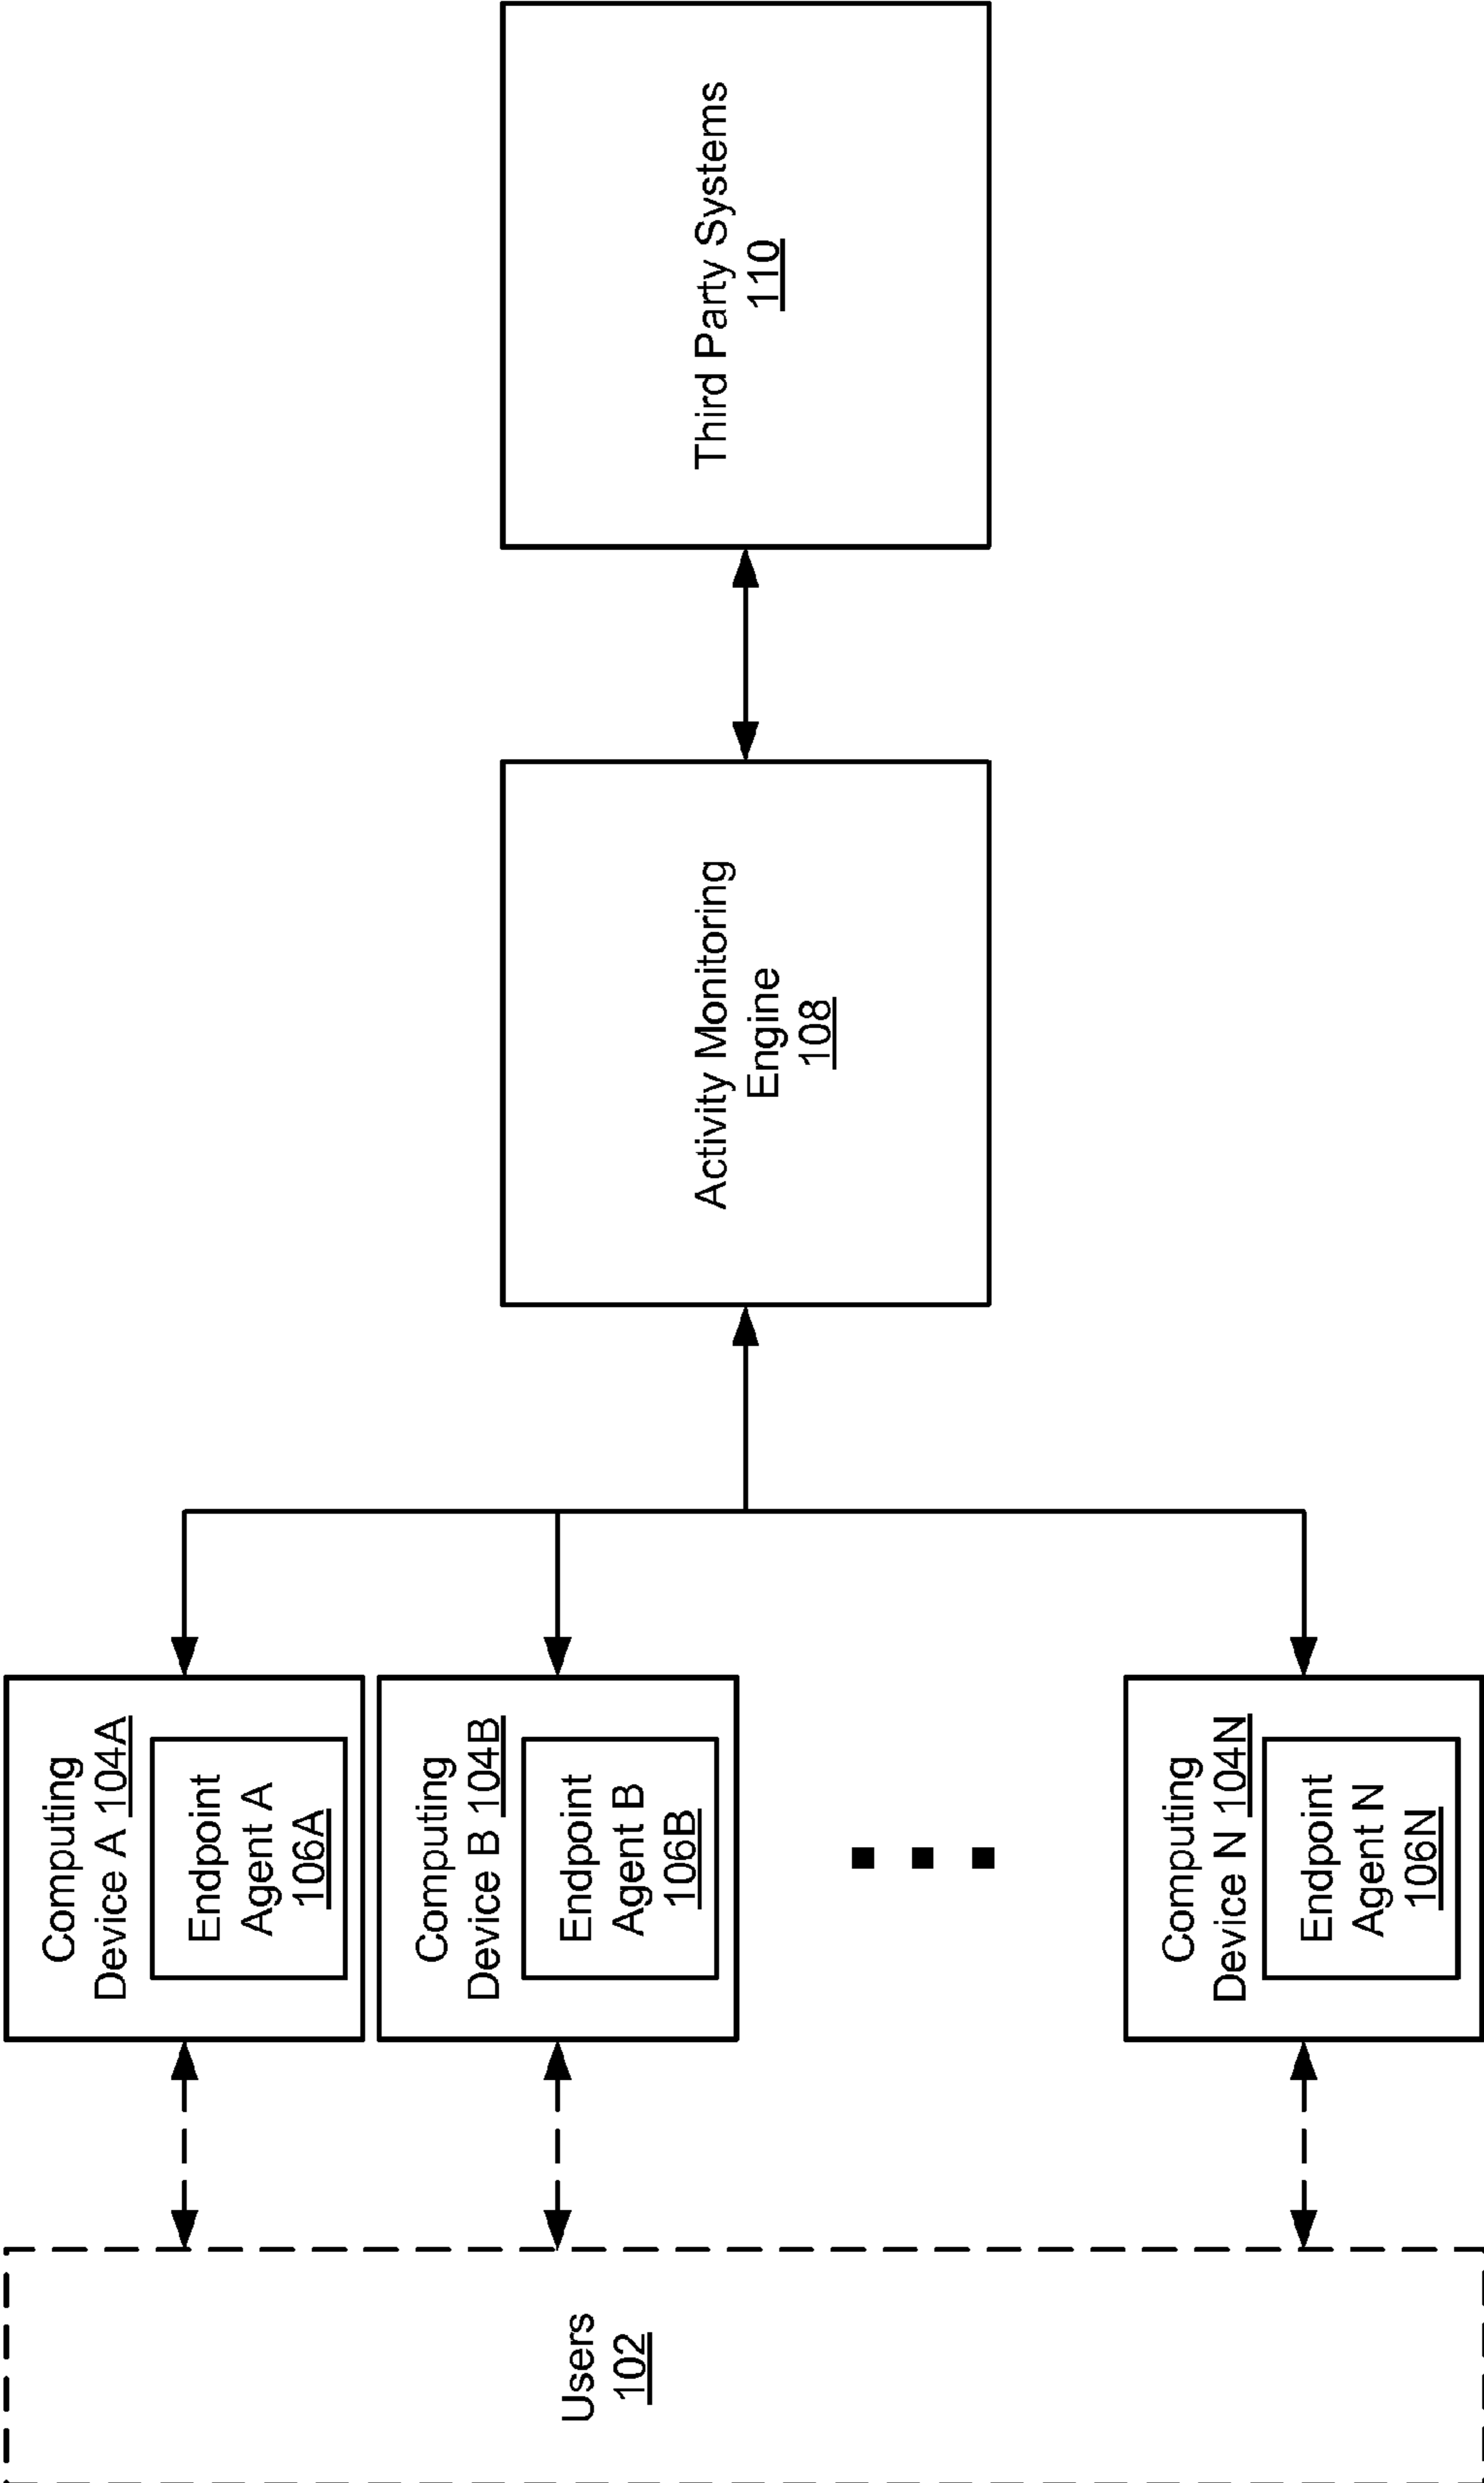 Users
102
Computing
Device A 104A
Endpoint
Agent A
106A
Computing
Device B 104B
Endpoint
Agent B
106B
Computing
Device N 104N
Endpoint
Agent N
106N
Activity Monitoring
Engine
108
Third Party Systems
110